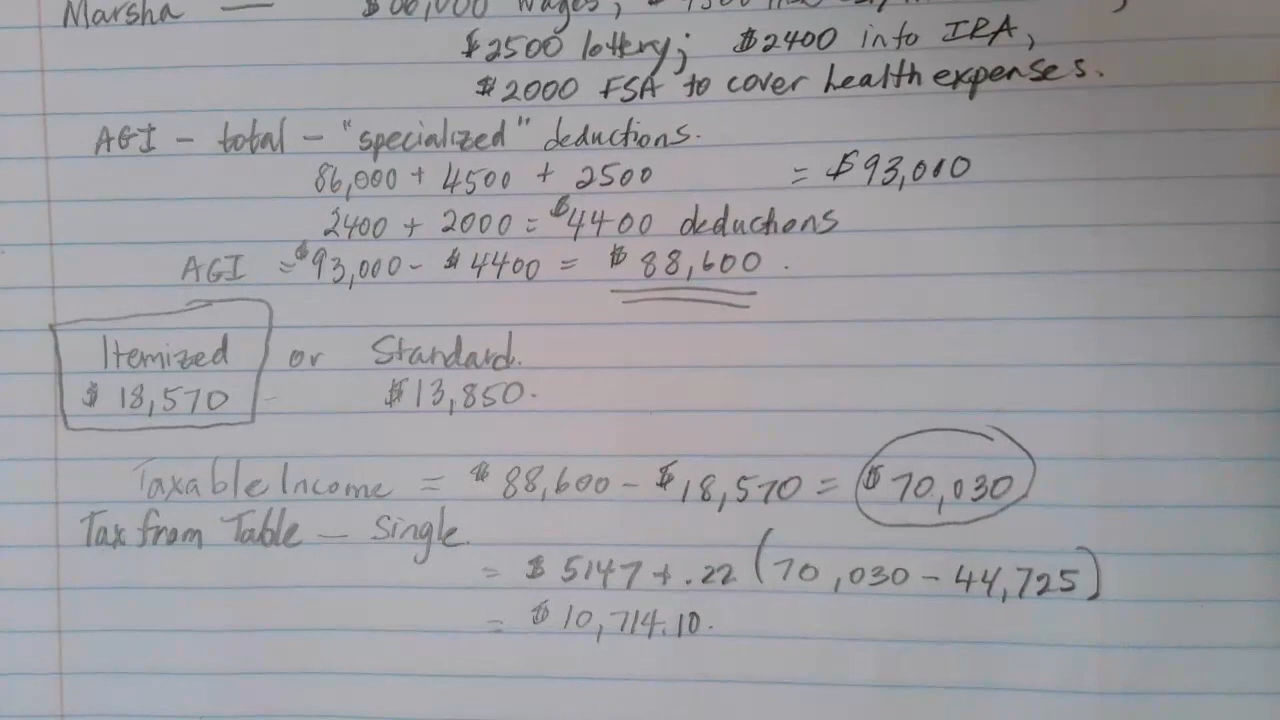 Marsha — $86,000 wages;
$2500 lottery; $2400 into IRA,
$2000 FSA to cover health expenses.
AGI - total - "specialized" deductions.
86,000 + 4500 + 2500 = $93,000
2400 + 2000 = $4400 deductions
AGI = $93,000 - $4400 = $88,600.
Itemized or Standard.
$18,570 $13,850.
Taxable Income = $88,600 - $18,570 = $70,030
Tax from Table - Single.
= $5147 + .22 (70,030 - 44,725)
= $10,714.10.